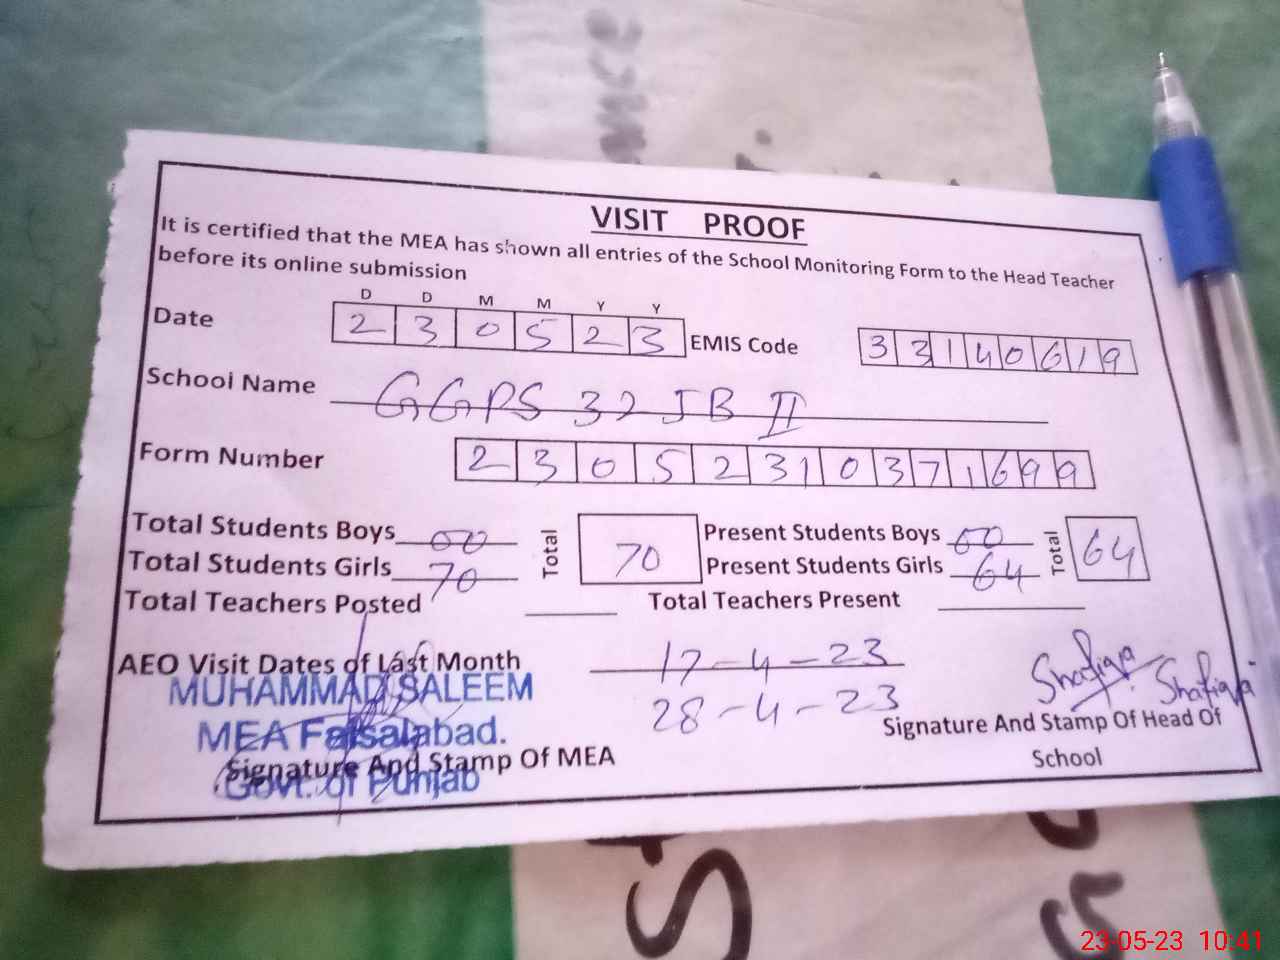 VISIT PROOF
It is certified that the MEA has shown all entries of the School Monitoring Form to the Head Teacher
before its online submission
D D M M Y Y
Date 2 3 0 5 2 3 EMIS Code 3 3 1 4 0 6 1 9
School Name GGPS 32 JB II
Form Number 2 3 0 5 2 31 0 3 7 1 6 9 9
Total Students Boys 00 Total 70 Present Students Boys 00 Total 64
Total Students Girls 70 Present Students Girls 64
Total Teachers Posted Total Teachers Present
AEO Visit Dates of Last Month 17-4-23
28-4-23
MUHAMMAD SALEEM
MEA Faisalabad.
Govt. of Punjab
Signature And Stamp Of MEA
Shafiqa Shafiqa
Signature And Stamp Of Head Of
School
23-05-23 10:41